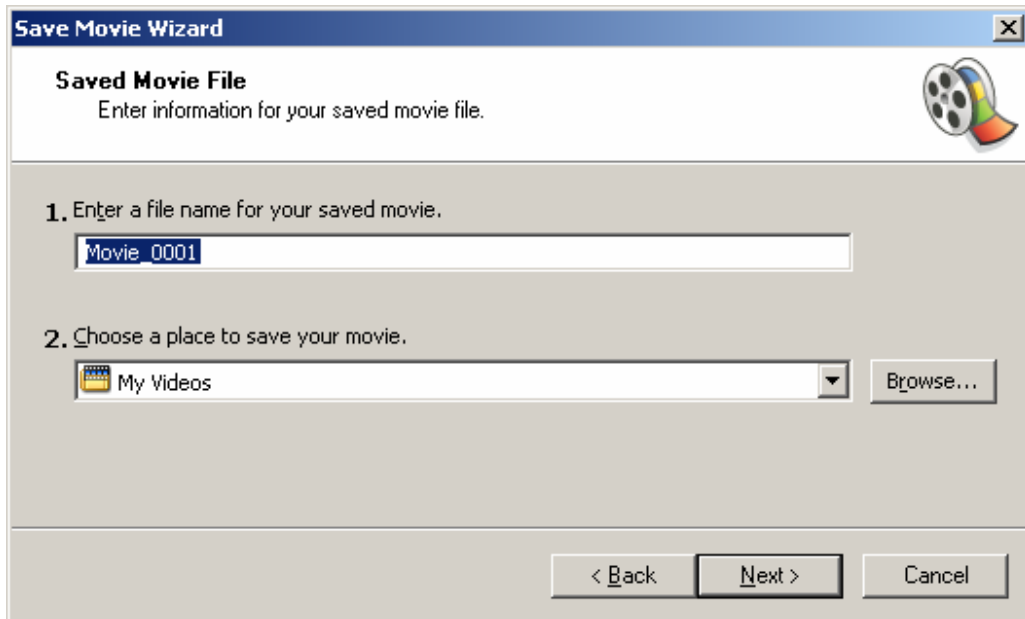 Save Movie Wizard
Saved Movie File
Enter information for your saved movie file.
1. Enter a file name for your saved movie.
Movie_0001
2. Choose a place to save your movie.
My Videos
Browse...
< Back
Next >
Cancel